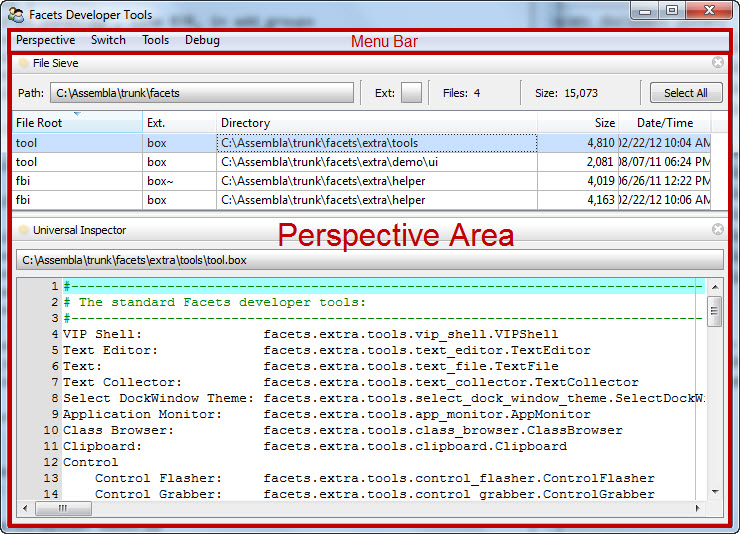 Facets Developer Tools
Perspective Switch Tools Debug Menu Bar
File Sieve
Path: C:\Assembla\trunk\facets Ext: Files: 4 Size: 15,073 Select All
File Root Ext. Directory Size Date/Time
tool box C:\Assembla\trunk\facets\extra\tools 4,810 02/22/12 10:04 AM
tool box C:\Assembla\trunk\facets\extra\demo\ui 2,081 08/07/11 06:24 PM
fbi box~ C:\Assembla\trunk\facets\extra\helper 4,019 06/26/11 12:22 PM
fbi box C:\Assembla\trunk\facets\extra\helper 4,163 02/22/12 10:06 AM
Universal Inspector
Perspective Area
C:\Assembla\trunk\facets\extra\tools\tool.box
1 #-------------------------------------------------------------------------------
2 # The standard Facets developer tools:
3 #-------------------------------------------------------------------------------
4 VIP Shell: facets.extra.tools.vip_shell.VIPShell
5 Text Editor: facets.extra.tools.text_editor.TextEditor
6 Text: facets.extra.tools.text_file.TextFile
7 Text Collector: facets.extra.tools.text_collector.TextCollector
8 Select DockWindow Theme: facets.extra.tools.select_dock_window_theme.SelectDockW
9 Application Monitor: facets.extra.tools.app_monitor.AppMonitor
10 Class Browser: facets.extra.tools.class_browser.ClassBrowser
11 Clipboard: facets.extra.tools.clipboard.Clipboard
12 Control
13 Control Flasher: facets.extra.tools.control_flasher.ControlFlasher
14 Control Grabber: facets.extra.tools.control_grabber.ControlGrabber